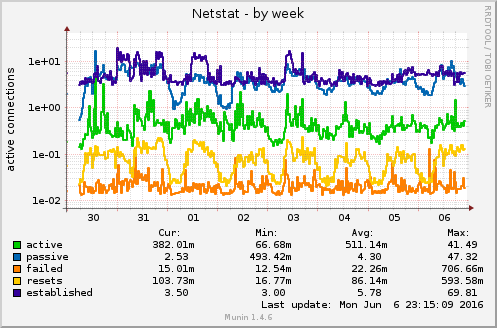 Netstat - by week
RRDTOOL / TOBI OETIKER
active connections
1e+01
1e+00
1e-01
1e-02
30 31 01 02 03 04 05 06
Cur: Min: Avg: Max:
active 382.01m 66.68m 511.14m 41.49
passive 2.53 493.42m 4.30 47.32
failed 15.01m 12.54m 22.26m 706.66m
resets 103.73m 16.77m 86.14m 593.58m
established 3.50 3.00 5.78 69.81
Last update: Mon Jun 6 23:15:09 2016
Munin 1.4.6